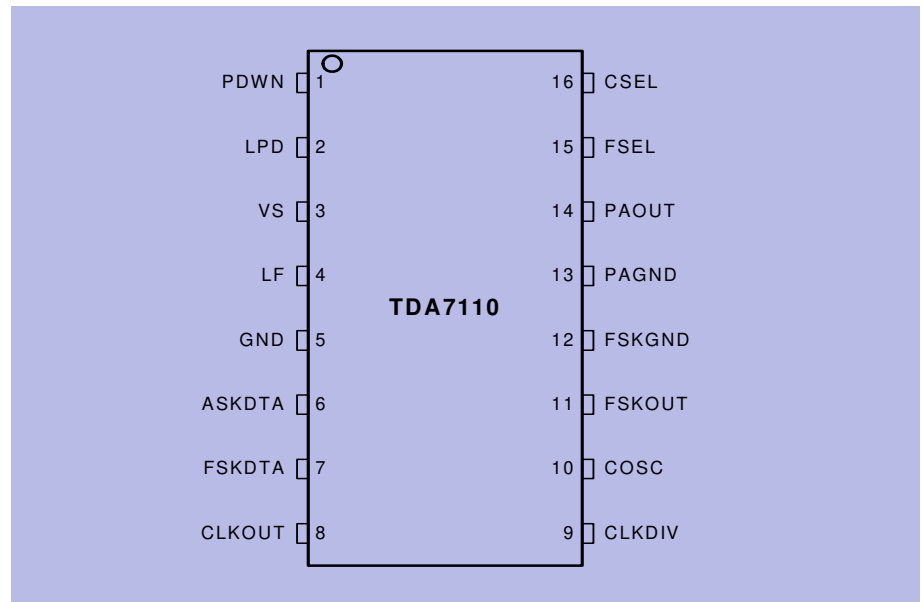 PDWN 1 16 CSEL
LPD 2 15 FSEL
VS 3 14 PAOUT
LF 4 13 PAGND
TDA7110
GND 5 12 FSKGND
ASKDTA 6 11 FSKOUT
FSKDTA 7 10 COSC
CLKOUT 8 9 CLKDIV